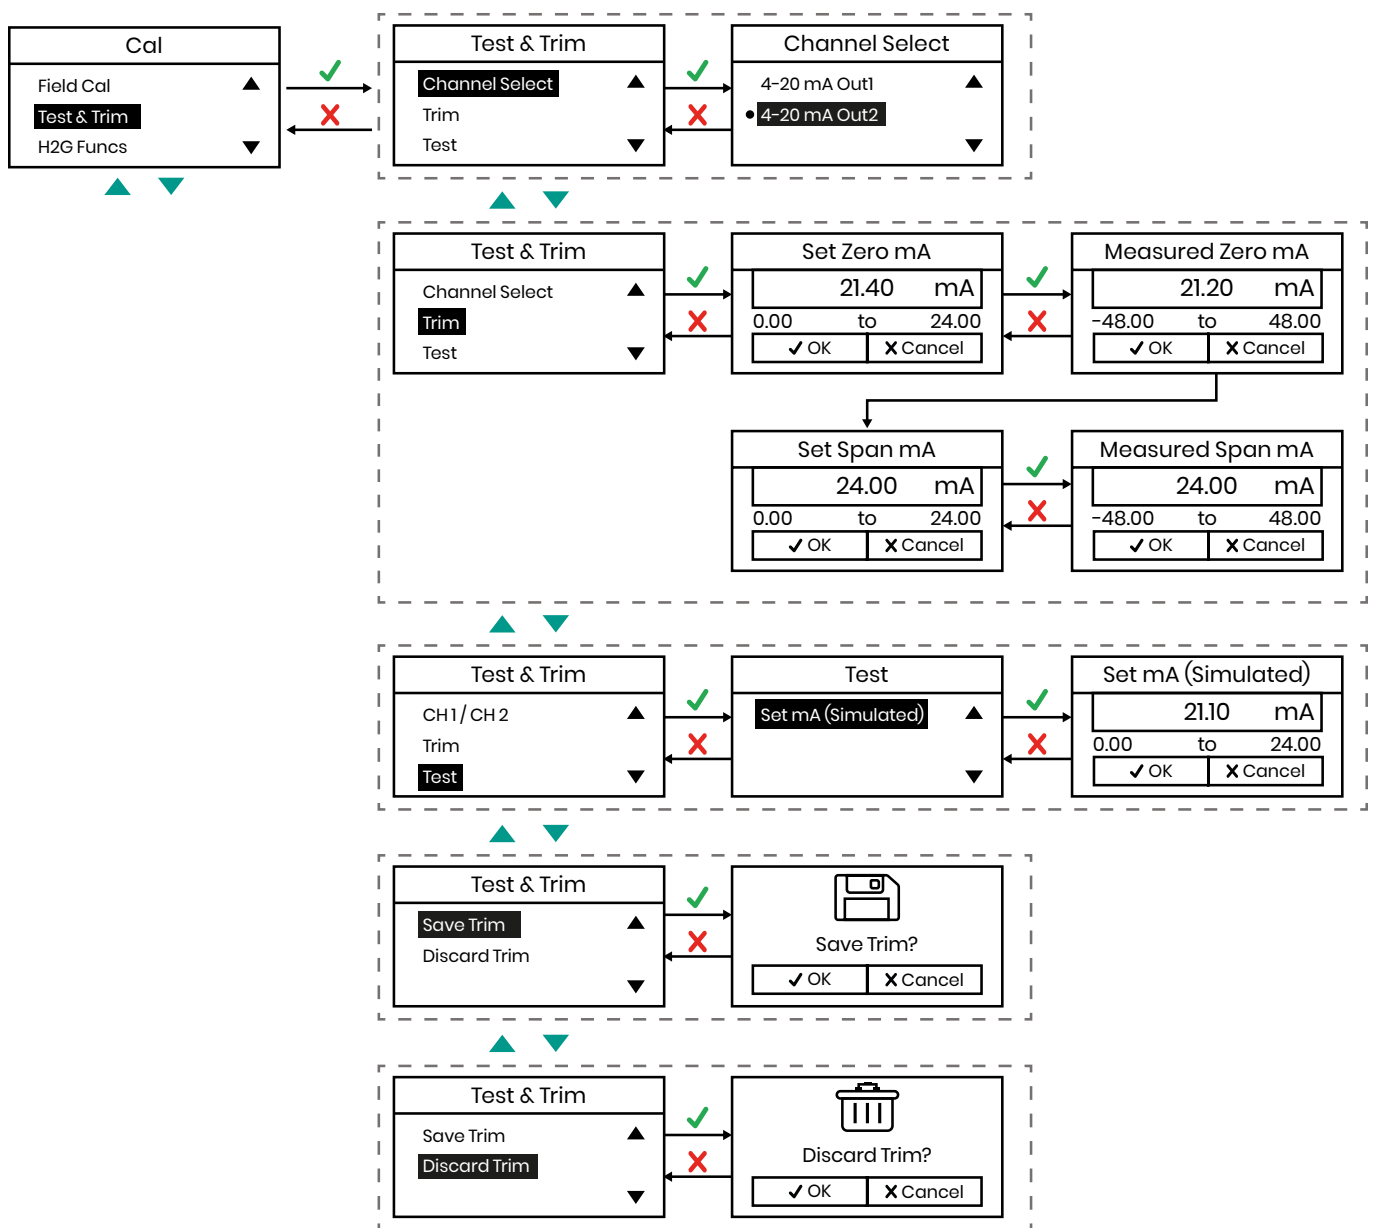 Cal
Field Cal
Test & Trim
H2G Funcs
Test & Trim
Channel Select
Trim
Test
Channel Select
4-20 mA Out1
4-20 mA Out2
Test & Trim
Channel Select
Trim
Test
Set Zero mA
21.40 mA
0.00 to 24.00
OK Cancel
Measured Zero mA
21.20 mA
-48.00 to 48.00
OK Cancel
Set Span mA
24.00 mA
0.00 to 24.00
OK Cancel
Measured Span mA
24.00 mA
-48.00 to 48.00
OK Cancel
Test & Trim
CH 1 / CH 2
Trim
Test
Test
Set mA (Simulated)
Set mA (Simulated)
21.10 mA
0.00 to 24.00
OK Cancel
Test & Trim
Save Trim
Discard Trim
Save Trim?
OK Cancel
Test & Trim
Save Trim
Discard Trim
Discard Trim?
OK Cancel